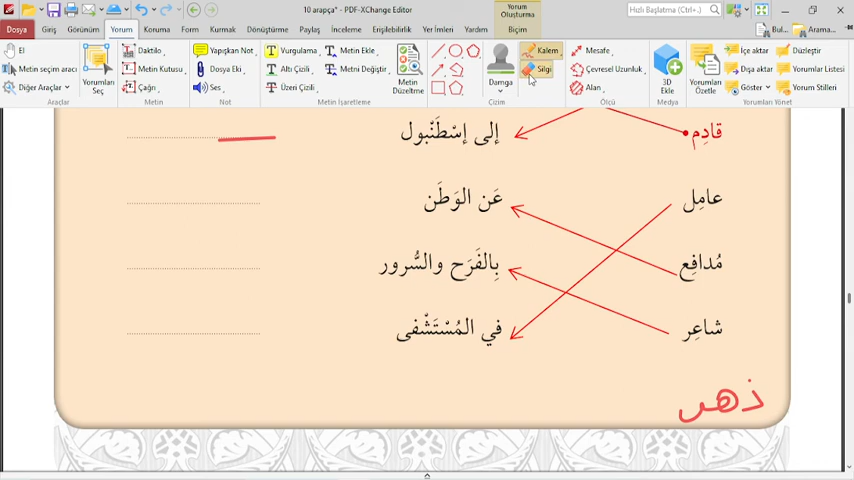 10 arapça* - PDF-XChange Editor
Yorum Oluşturma
Hızlı Başlatma (Ctrl+.)
Dosya Giriş Görünüm Yorum Koruma Form Kurmak Dönüştürme Paylaş İnceleme Erişilebilirlik Yer İmleri Yardım Biçim Bul... Arama...
El
Metin seçim aracı
Diğer Araçlar
Araçlar
Yorumları Seç
Daktilo
Metin Kutusu
Çağrı
Metin
Yapışkan Not
Dosya Eki
Ses
Not
Vurgulama
Altı Çizili
Üzeri Çizili
Metin Ekle
Metni Değiştir
Metin Düzeltme
Metin İşaretleme
Çizim
Kalem
Silgi
Damga
Mesafe
Çevresel Uzunluk
Alan
Ölçü
3D Ekle
Medya
Yorumları Özetle
İçe aktar
Dışa aktar
Göster
Düzleştir
Yorumlar Listesi
Yorum Stilleri
Yorumları Yönet
قادِم إلى إسْطَنْبول
عامِل عَن الوَطَن
مُدافِع بِالفَرَح والسُّرور
شاعِر في المُسْتَشْفى